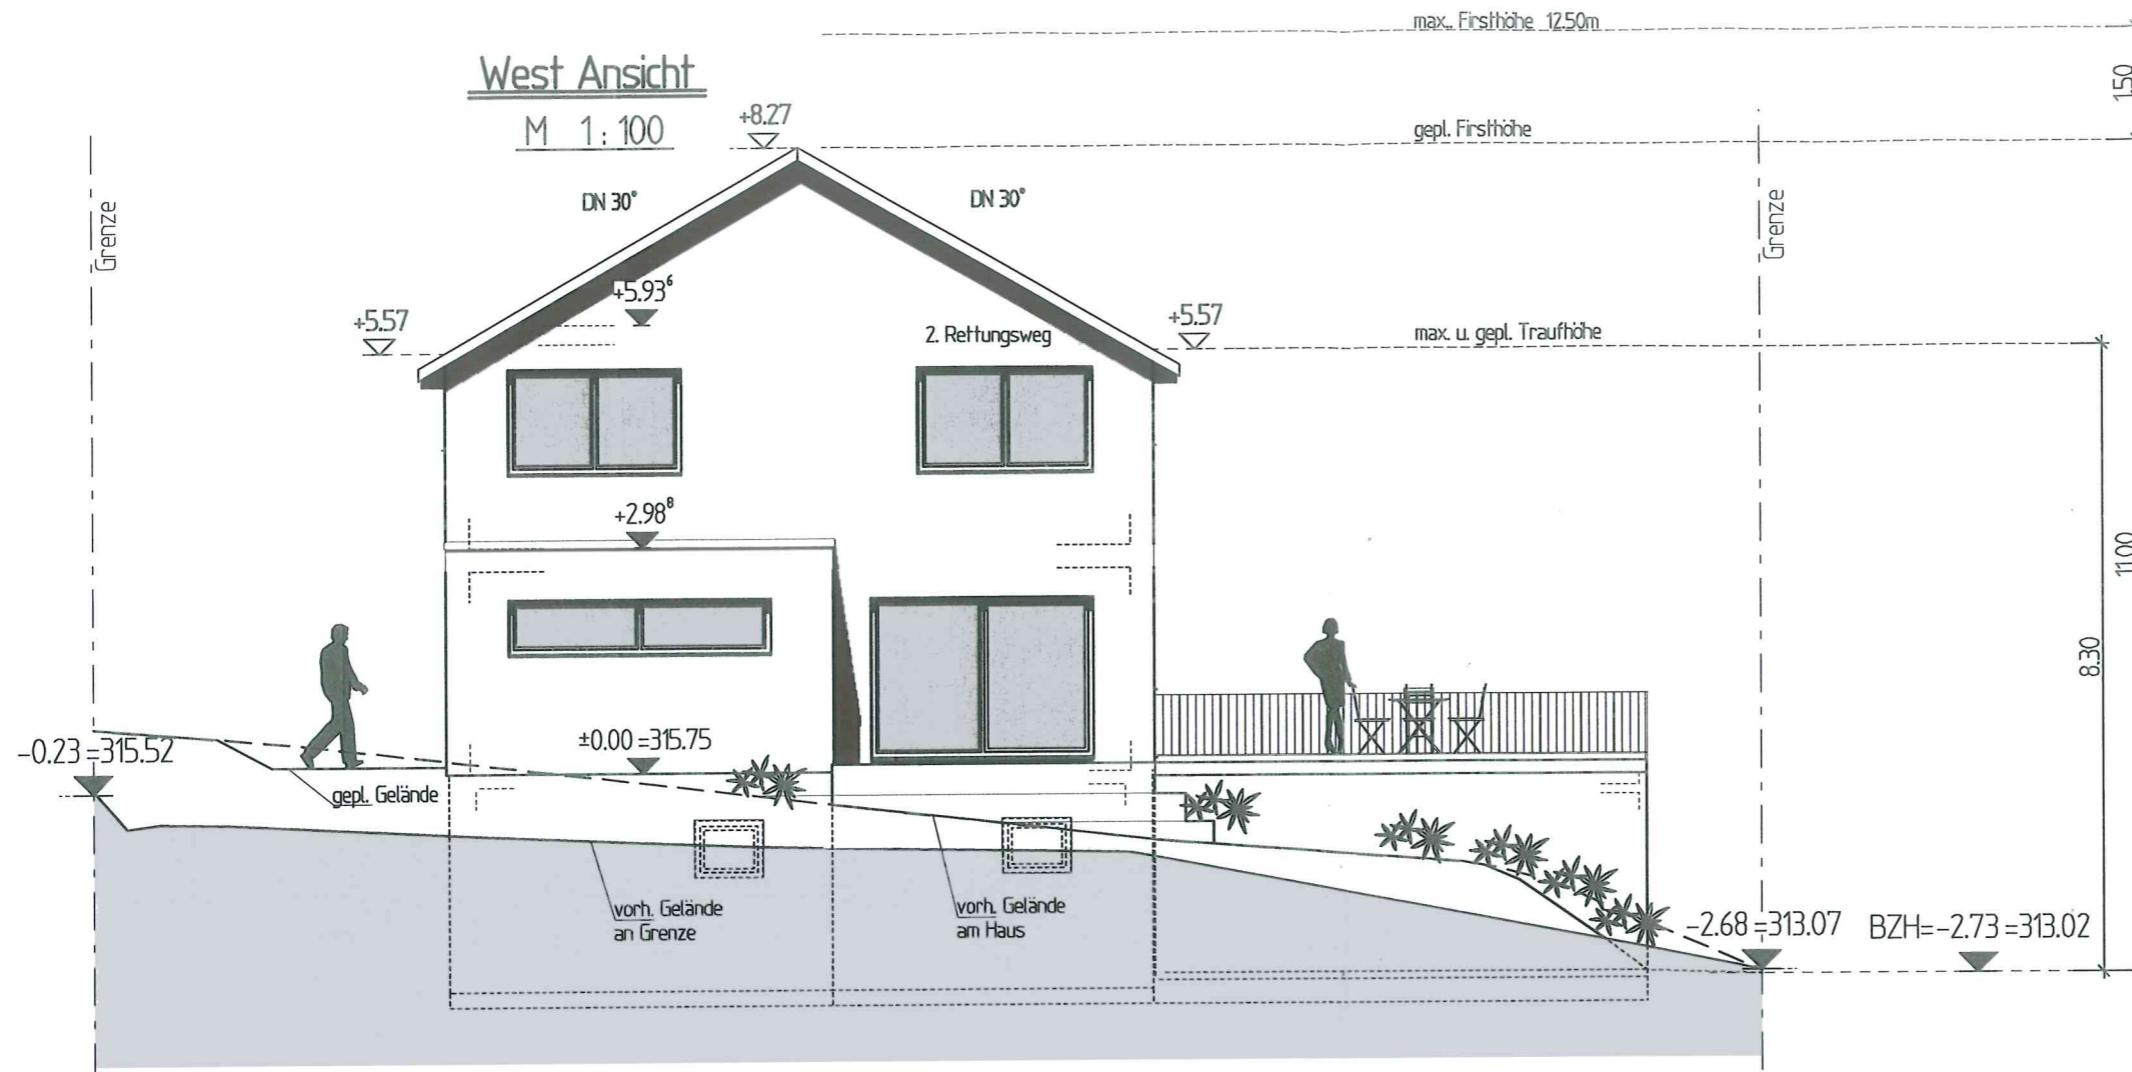 max. Firsthöhe 12.50m
West Ansicht
M 1:100
1.50
+8.27
gepl. Firsthöhe
DN 30°
DN 30°
Grenze
Grenze
+5.93⁶
+5.57
2. Rettungsweg
+5.57
max. u. gepl. Traufhöhe
+2.98⁸
11.00
8.30
-0.23=315.52
±0.00=315.75
gepl. Gelände
vorh. Gelände
an Grenze
vorh. Gelände
am Haus
-2.68=313.07
BZH=-2.73=313.02